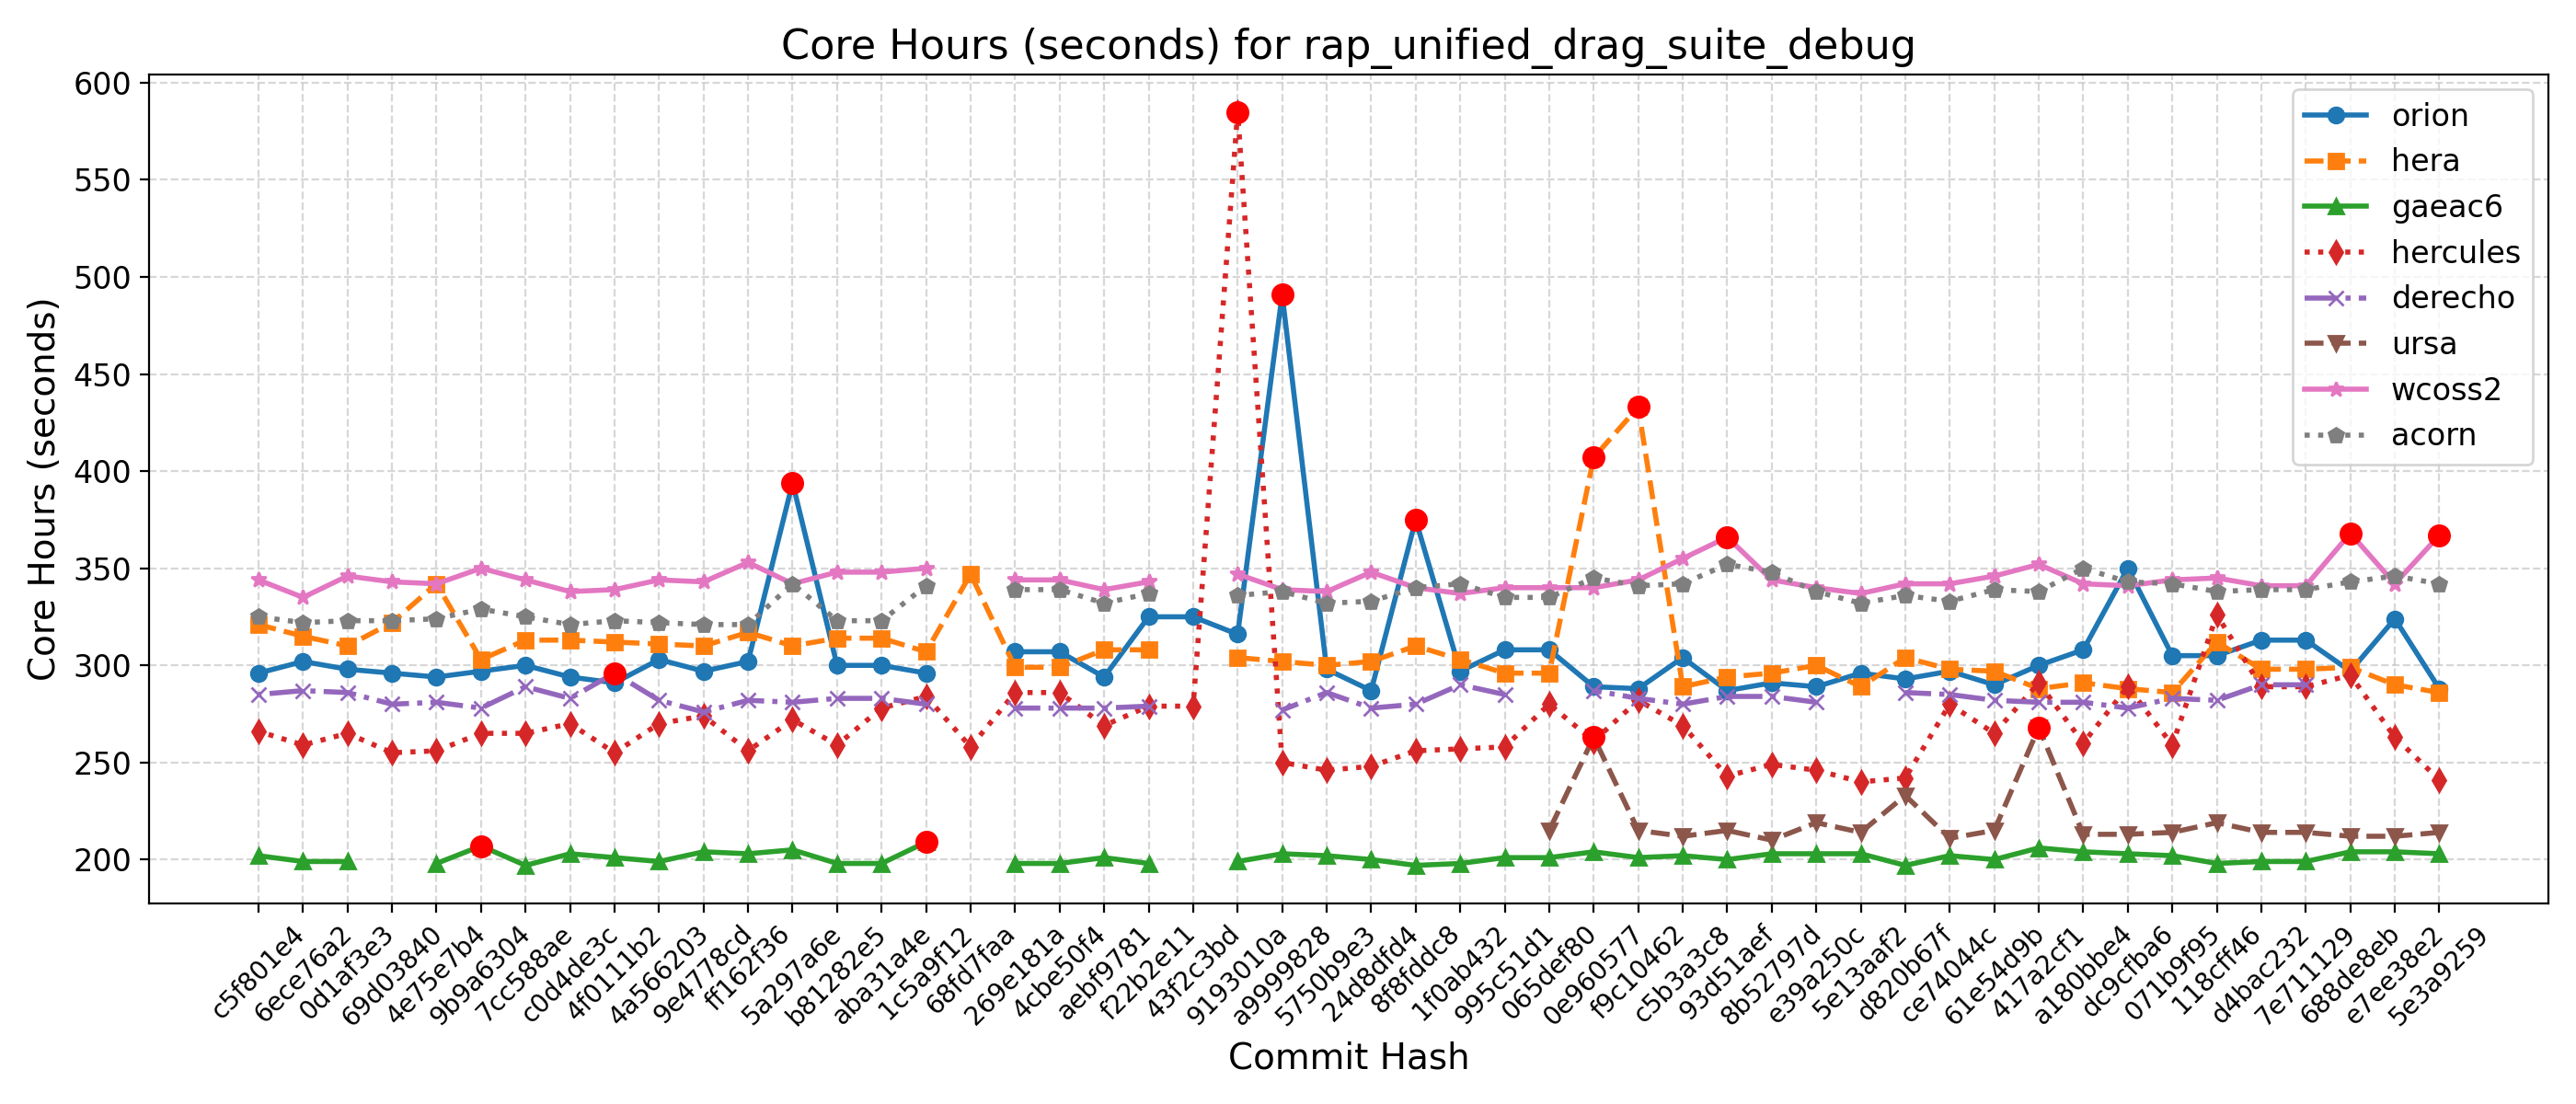 Core Hours (seconds) for rap_unified_drag_suite_debug
600
550
500
450
400
350
300
250
200
Core Hours (seconds)
orion
hera
gaeac6
hercules
derecho
ursa
wcoss2
acorn
c5f801e4
6ece76a2
0d1af3e3
69d03840
4e75e7b4
9b9a6304
7cc588ae
c0d4de3c
4f0111b2
4a566203
9e4778cd
ff162f36
5a297a6e
b81282e5
aba31a4e
1c5a9f12
68fd7faa
269e181a
4cbe50f4
aebf9781
f22b2e11
43f2c3bd
9193010a
a9999828
5750b9e3
24d8dfd4
8f8fddc8
1f0ab432
995c51d1
065def80
0e960577
f9c10462
c5b3a3c8
93d51aef
8b52797d
e39a250c
5e13aaf2
d820b67f
ce74044c
61e54d9b
417a2cf1
a180bbe4
dc9cfba6
071b9f95
118cff46
d4bac232
7e711129
688de8eb
e7ee38e2
5e3a9259
Commit Hash